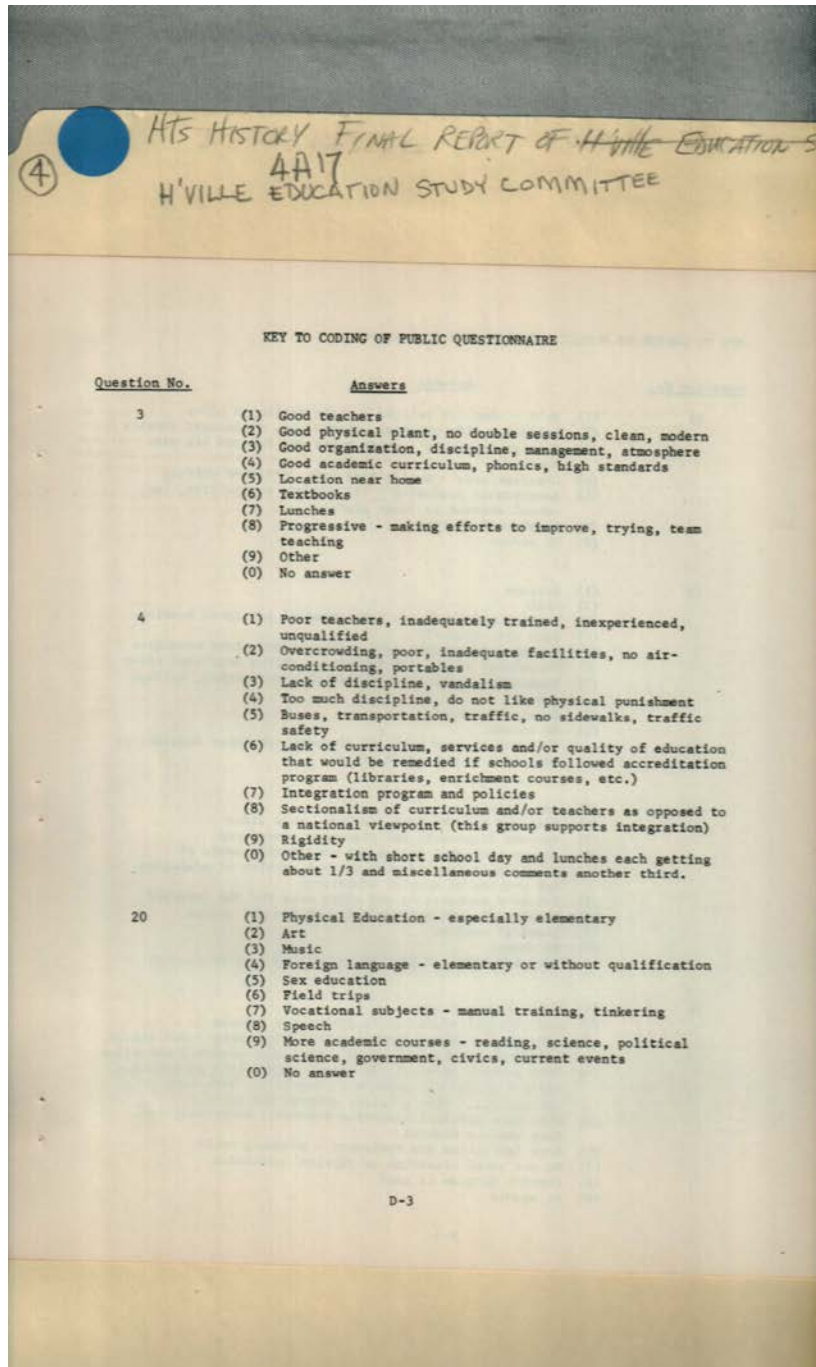 HTS HISTORY FINAL REPORT OF H'ville EDUCATION S
4
4A17
H'VILLE EDUCATION STUDY COMMITTEE
KEY TO CODING OF PUBLIC QUESTIONNAIRE
Question No. Answers
3 (1) Good teachers
(2) Good physical plant, no double sessions, clean, modern
(3) Good organization, discipline, management, atmosphere
(4) Good academic curriculum, phonics, high standards
(5) Location near home
(6) Textbooks
(7) Lunches
(8) Progressive - making efforts to improve, trying, team
teaching
(9) Other
(0) No answer
4 (1) Poor teachers, inadequately trained, inexperienced,
unqualified
(2) Overcrowding, poor, inadequate facilities, no air-
conditioning, portables
(3) Lack of discipline, vandalism
(4) Too much discipline, do not like physical punishment
(5) Buses, transportation, traffic, no sidewalks, traffic
safety
(6) Lack of curriculum, services and/or quality of education
that would be remedied if schools followed accreditation
program (libraries, enrichment courses, etc.)
(7) Integration program and policies
(8) Sectionalism of curriculum and/or teachers as opposed to
a national viewpoint (this group supports integration)
(9) Rigidity
(0) Other - with short school day and lunches each getting
about 1/3 and miscellaneous comments another third.
20 (1) Physical Education - especially elementary
(2) Art
(3) Music
(4) Foreign language - elementary or without qualification
(5) Sex education
(6) Field trips
(7) Vocational subjects - manual training, tinkering
(8) Speech
(9) More academic courses - reading, science, political
science, government, civics, current events
(0) No answer
D-3